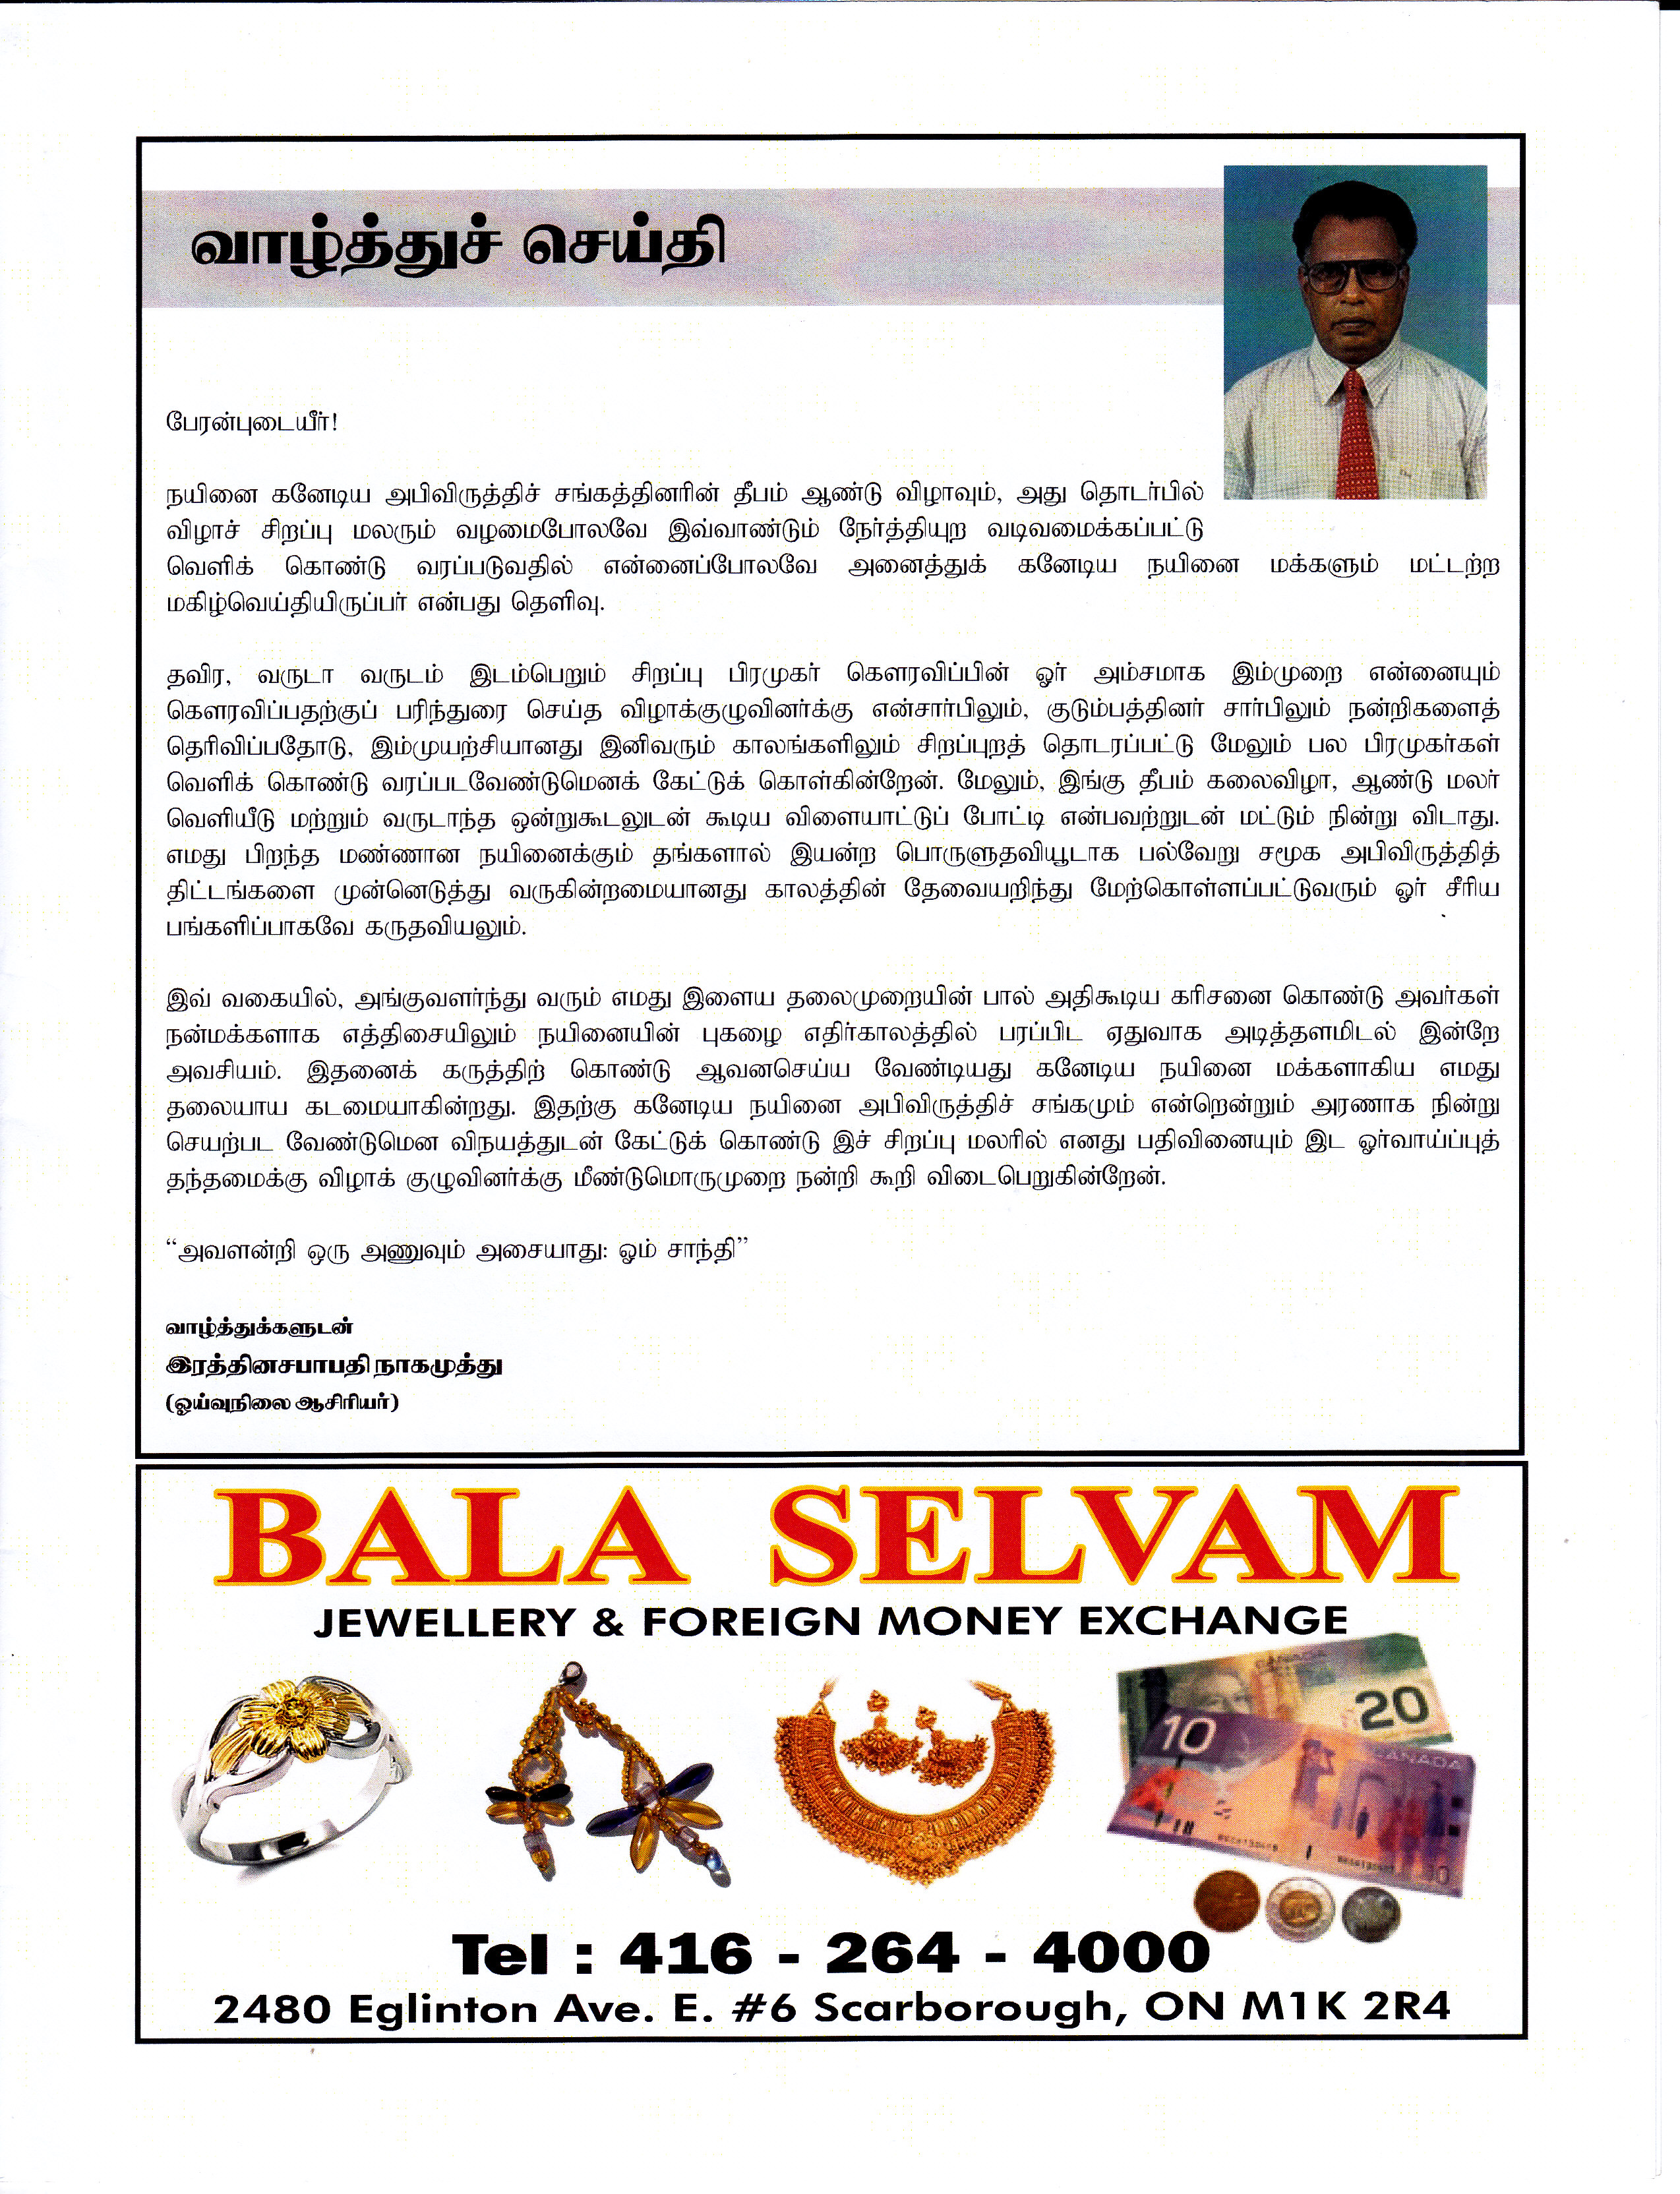 வாழ்த்துச் செய்தி
பேரன்புடையீர்!
நயினை கனேடிய அபிவிருத்திச் சங்கத்தினரின் தீபம் ஆண்டு விழாவும், அது தொடர்பில்
விழாச் சிறப்பு மலரும் வழமைபோலவே இவ்வாண்டும் நேர்த்தியுற வடிவமைக்கப்பட்டு
வெளிக் கொண்டு வரப்படுவதில் என்னைப்போலவே அனைத்துக் கனேடிய நயினை மக்களும் மட்டற்ற
மகிழ்வெய்தியிருப்பர் என்பது தெளிவு.
தவிர, வருடா வருடம் இடம்பெறும் சிறப்பு பிரமுகர் கௌரவிப்பின் ஓர் அம்சமாக இம்முறை என்னையும்
கௌரவிப்பதற்குப் பரிந்துரை செய்த விழாக்குழுவினர்க்கு என்சார்பிலும், குடும்பத்தினர் சார்பிலும் நன்றிகளைத்
தெரிவிப்பதோடு, இம்முயற்சியானது இனிவரும் காலங்களிலும் சிறப்புறத் தொடரப்பட்டு மேலும் பல பிரமுகர்கள்
வெளிக் கொண்டு வரப்படவேண்டுமெனக் கேட்டுக் கொள்கின்றேன். மேலும், இங்கு தீபம் கலைவிழா, ஆண்டு மலர்
வெளியீடு மற்றும் வருடாந்த ஒன்றுகூடலுடன் கூடிய விளையாட்டுப் போட்டி என்பவற்றுடன் மட்டும் நின்று விடாது.
எமது பிறந்த மண்ணான நயினைக்கும் தங்களால் இயன்ற பொருளுதவியூடாக பல்வேறு சமூக அபிவிருத்தித்
திட்டங்களை முன்னெடுத்து வருகின்றமையானது காலத்தின் தேவையறிந்து மேற்கொள்ளப்பட்டுவரும் ஓர் சீரிய
பங்களிப்பாகவே கருதவியலும்.
இவ் வகையில், அங்குவளர்ந்து வரும் எமது இளைய தலைமுறையின் பால் அதிகூடிய கரிசனை கொண்டு அவர்கள்
நன்மக்களாக எத்திசையிலும் நயினையின் புகழை எதிர்காலத்தில் பரப்பிட ஏதுவாக அடித்தளமிடல் இன்றே
அவசியம். இதனைக் கருத்திற் கொண்டு ஆவனசெய்ய வேண்டியது கனேடிய நயினை மக்களாகிய எமது
தலையாய கடமையாகின்றது. இதற்கு கனேடிய நயினை அபிவிருத்திச் சங்கமும் என்றென்றும் அரணாக நின்று
செயற்பட வேண்டுமென விநயத்துடன் கேட்டுக் கொண்டு இச் சிறப்பு மலரில் எனது பதிவினையும் இட ஓர்வாய்ப்புத்
தந்தமைக்கு விழாக் குழுவினர்க்கு மீண்டுமொருமுறை நன்றி கூறி விடைபெறுகின்றேன்.
“அவளன்றி ஒரு அணுவும் அசையாது: ஓம் சாந்தி”
வாழ்த்துக்களுடன்
இரத்தினசபாபதி நாகமுத்து
(ஓய்வுநிலை ஆசிரியர்)
BALA SELVAM
JEWELLERY & FOREIGN MONEY EXCHANGE
CANADA
20
10
CANADA
10
Tel : 416 - 264 - 4000
2480 Eglinton Ave. E. #6 Scarborough, ON M1K 2R4